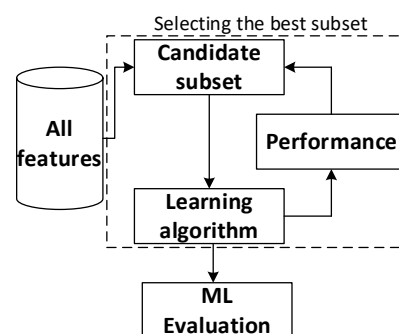 Selecting the best subset
Candidate
subset
All
features
Performance
Learning
algorithm
ML
Evaluation